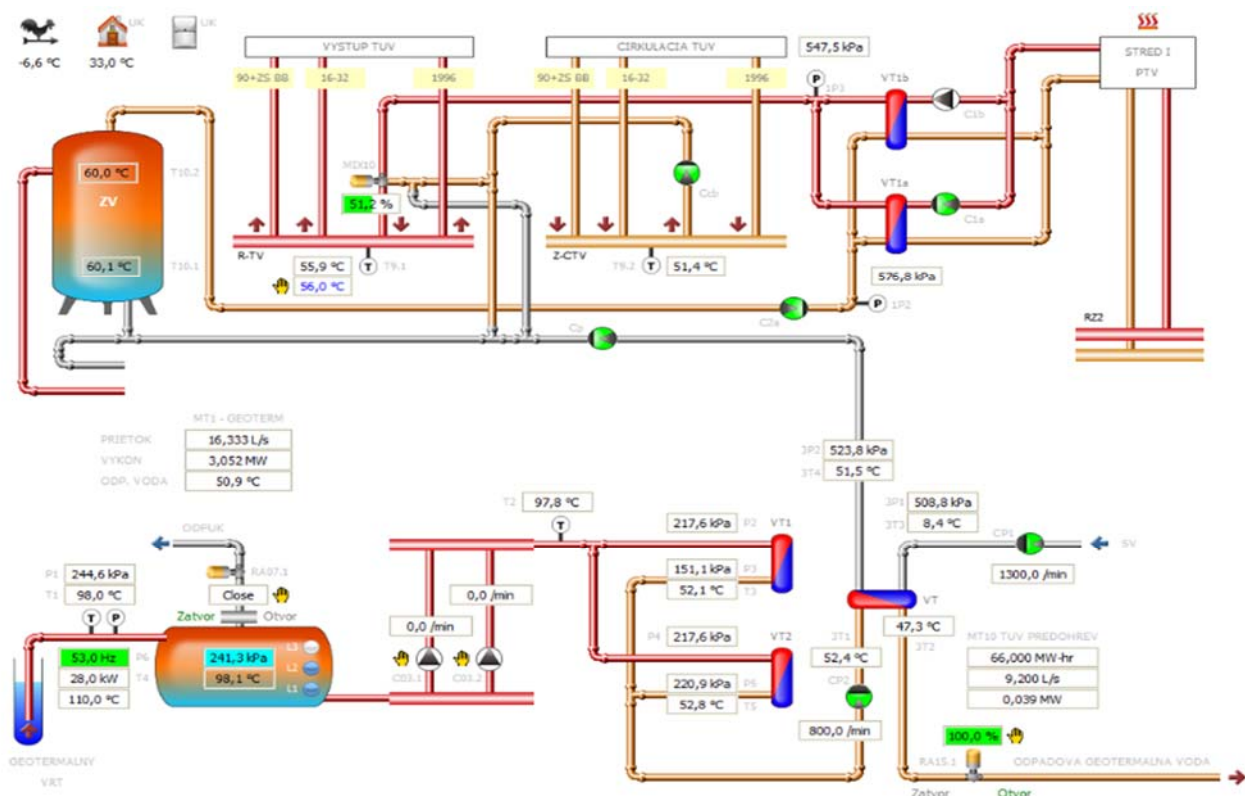 UK
UK
-6,6 °C
33,0 °C
VYSTUP TUV
90+ZS BB
16-32
1996
CIRKULACIA TUV
90+ZS BB
16-32
1996
547,5 kPa
P
1P3
VT1b
C1b
STRED I
PTV
60,0 °C
T10.2
ZV
60,1 °C
T10.1
MIX10
51,2 %
Ccb
VT1a
C1a
R-TV
55,9 °C
T
T9.1
56,0 °C
Z-CTV
T9.2
T
51,4 °C
576,8 kPa
C2a
P
1P2
Cp
RZ2
MT1 - GEOTERM
PRIETOK
16,333 L/s
VYKON
3,052 MW
ODP. VODA
50,9 °C
3P2
523,8 kPa
3T4
51,5 °C
3P1
508,8 kPa
3T3
8,4 °C
CP1
SV
1300,0 /min
T2
97,8 °C
T
217,6 kPa
P2
VT1
151,1 kPa
P3
52,1 °C
T3
ODPUK
RA07.1
Close
Zatvor
Otvor
P1
244,6 kPa
T1
98,0 °C
T
P
0,0 /min
0,0 /min
C03.1
C03.2
53,0 Hz
28,0 kW
110,0 °C
P6
241,3 kPa
T4
98,1 °C
L3
L2
L1
P4
217,6 kPa
VT2
220,9 kPa
P5
52,8 °C
T5
VT
47,3 °C
3T2
3T1
52,4 °C
CP2
800,0 /min
MT10 TUV PREDOHREV
66,000 MW-hr
9,200 L/s
0,039 MW
100,0 %
RA15.1
ODPADOVA GEOTERMALNA VODA
Zatvor
Otvor
GEOTERMALNY
VRT